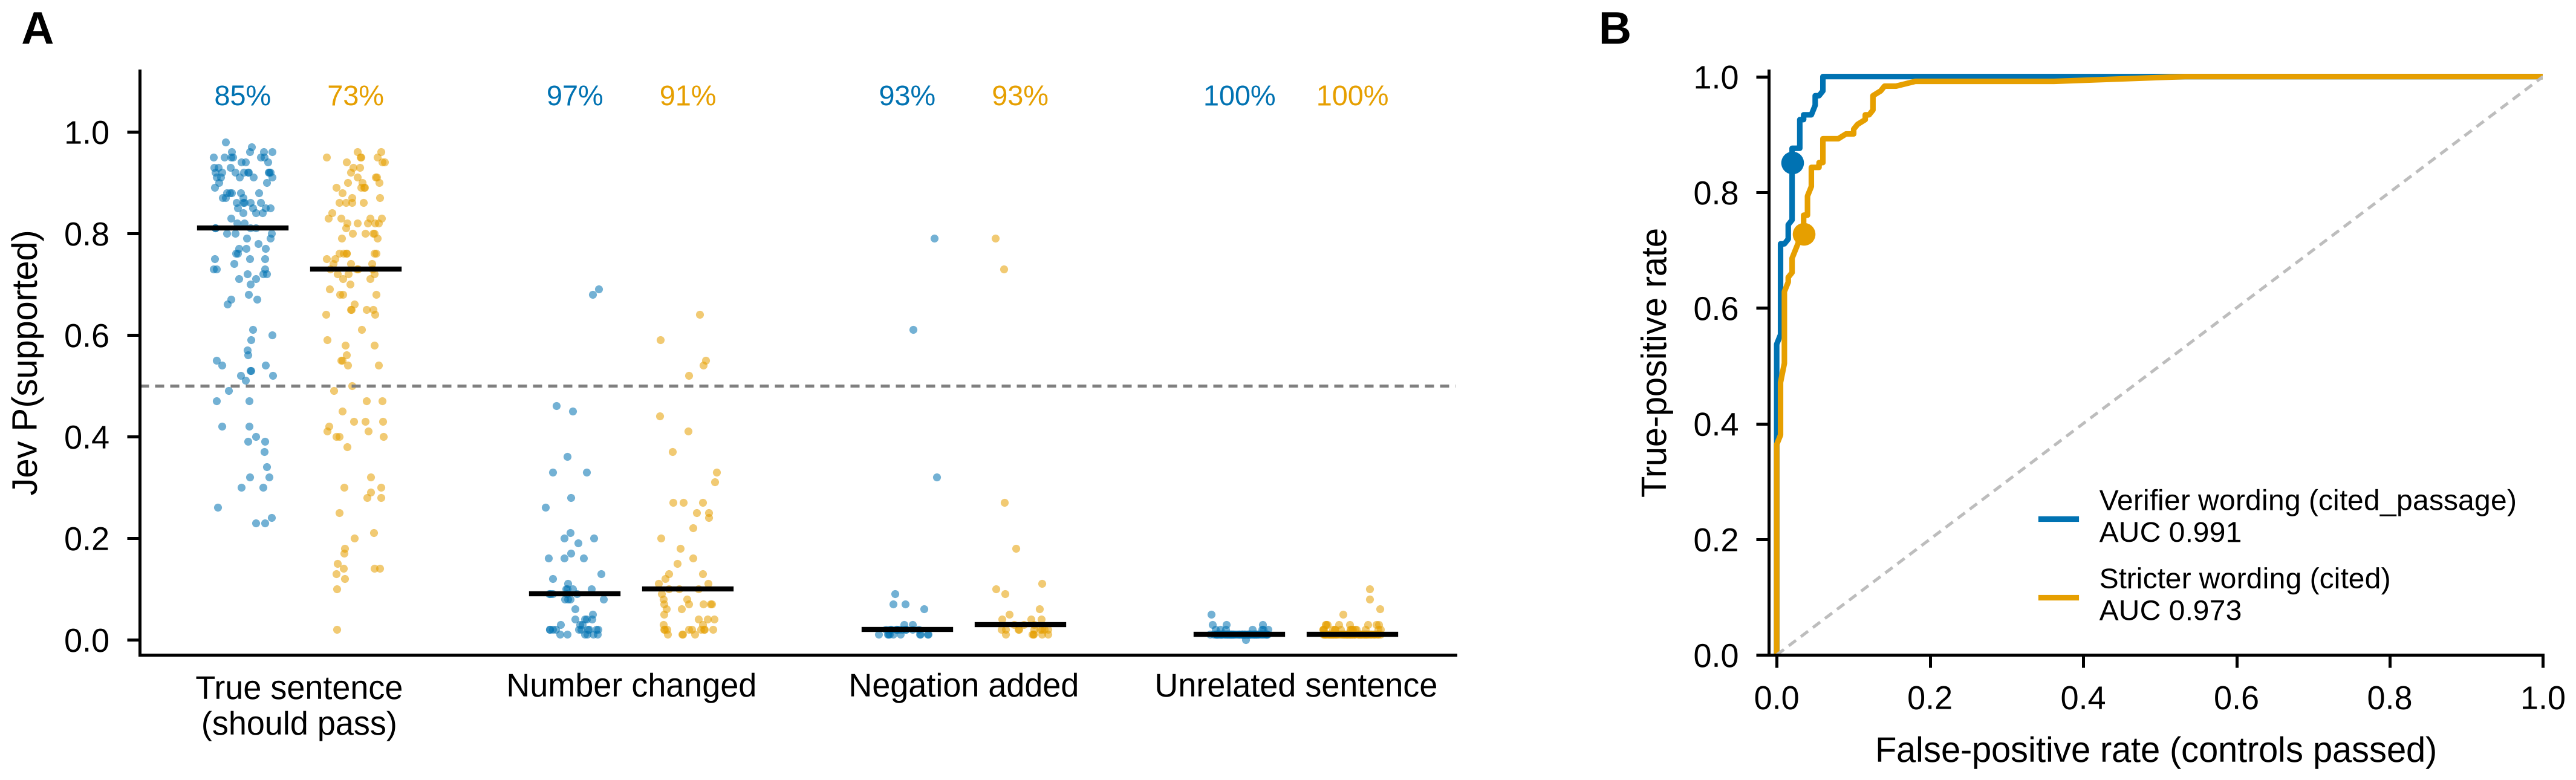 A
85%
73%
97%
91%
93%
93%
100%
100%
Jev P(supported)
1.0
0.8
0.6
0.4
0.2
0.0
True sentence
(should pass)
Number changed
Negation added
Unrelated sentence
B
True-positive rate
1.0
0.8
0.6
0.4
0.2
0.0
Verifier wording (cited_passage)
AUC 0.991
Stricter wording (cited)
AUC 0.973
0.0
0.2
0.4
0.6
0.8
1.0
False-positive rate (controls passed)